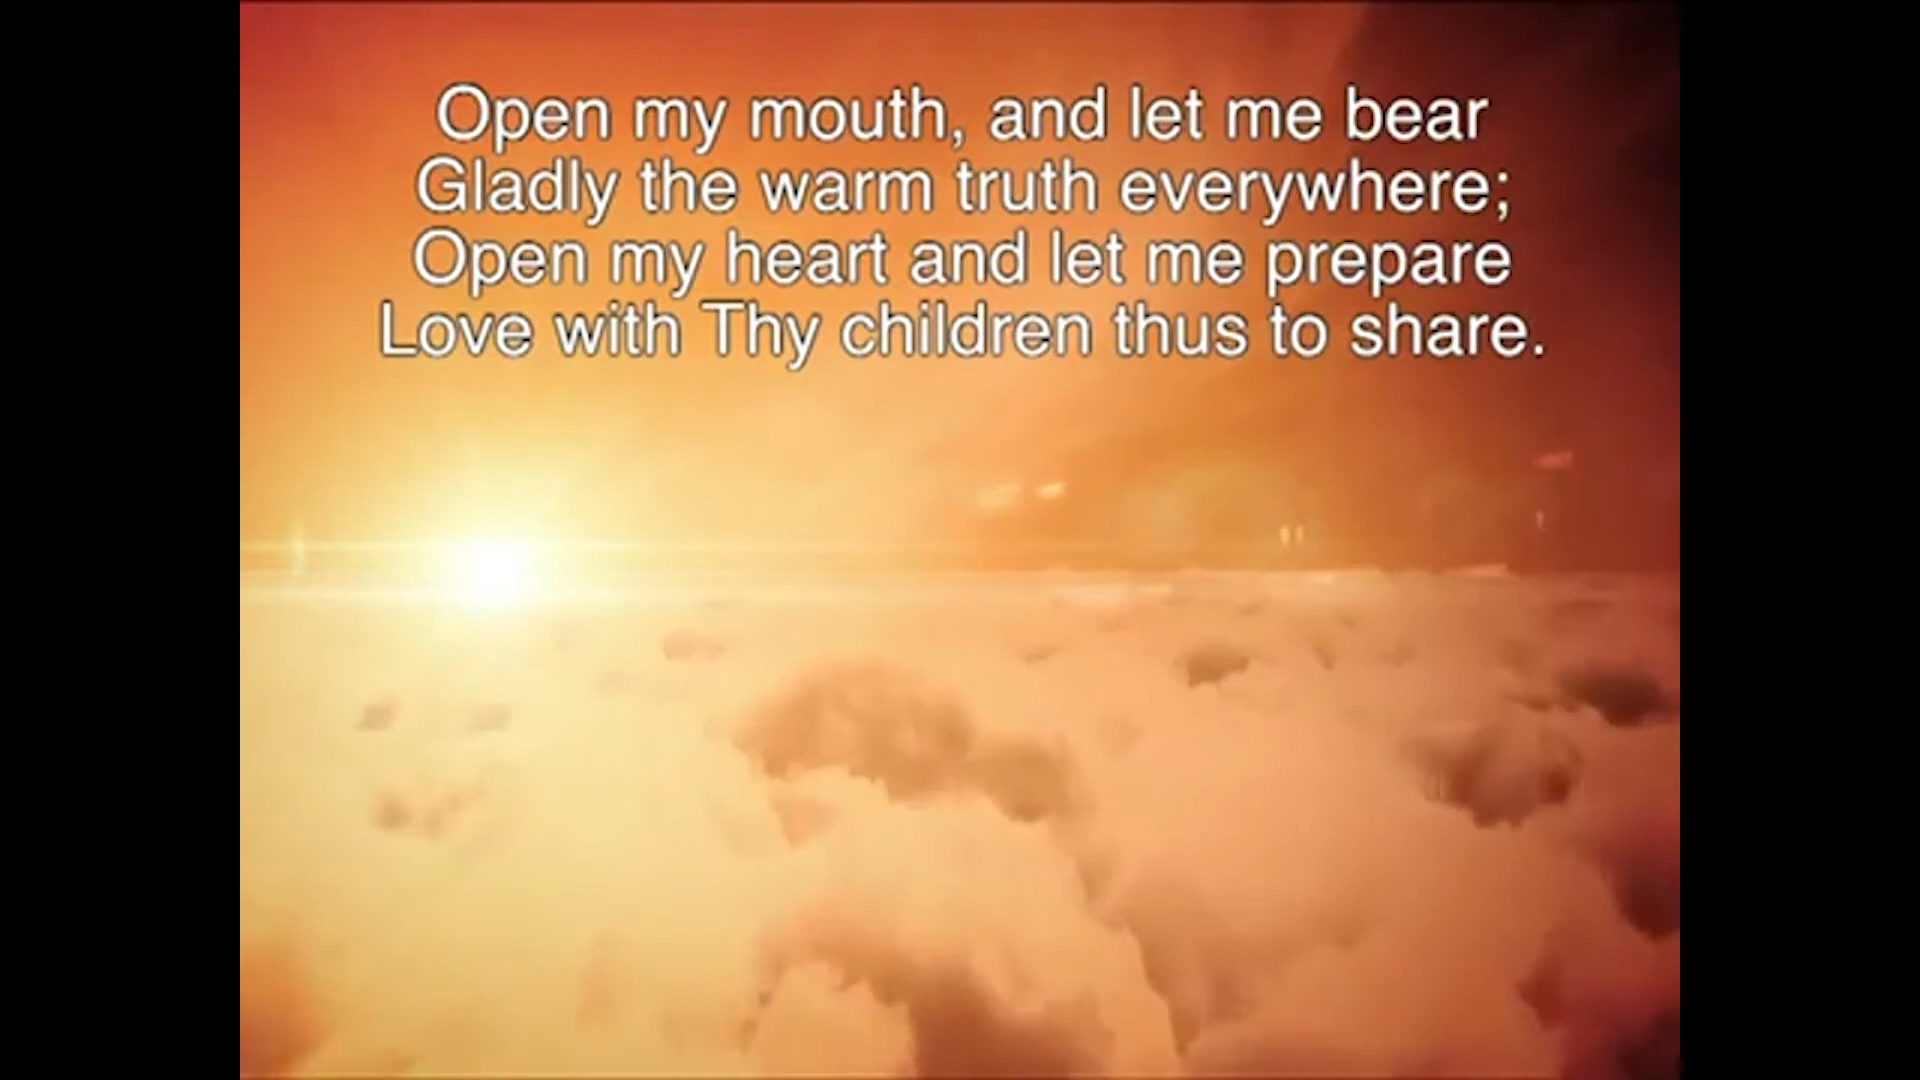 Open my mouth, and let me bear
Gladly the warm truth everywhere;
Open my heart and let me prepare
Love with Thy children thus to share.